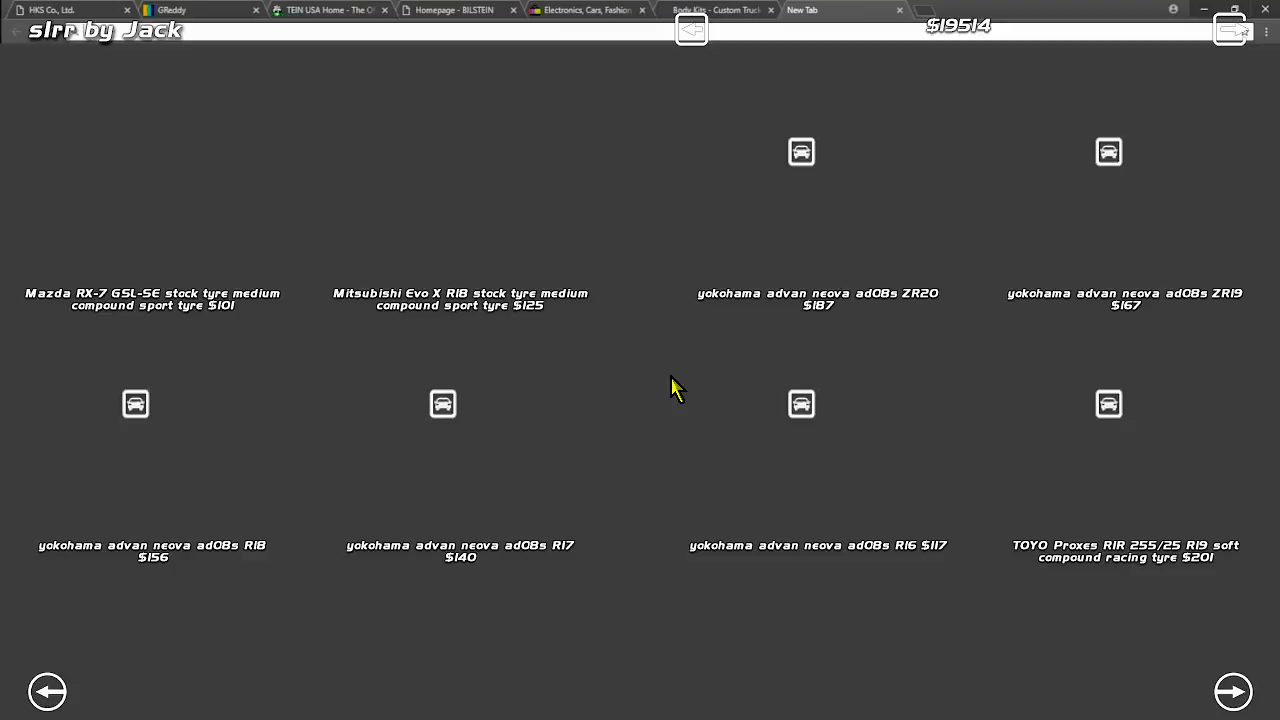 HKS Co., Ltd.
GReddy
TEIN USA Home - The Of
Homepage - BILSTEIN
Electronics, Cars, Fashion
Body Kits - Custom Truck
New Tab
slrr by Jack
$19514
Mazda RX-7 GSL-SE stock tyre medium
compound sport tyre $101
Mitsubishi Evo X R18 stock tyre medium
compound sport tyre $125
yokohama advan neova ad08s ZR20
$187
yokohama advan neova ad08s ZR19
$167
yokohama advan neova ad08s R18
$156
yokohama advan neova ad08s R17
$140
yokohama advan neova ad08s R16 $117
TOYO Proxes R1R 255/25 R19 soft
compound racing tyre $201